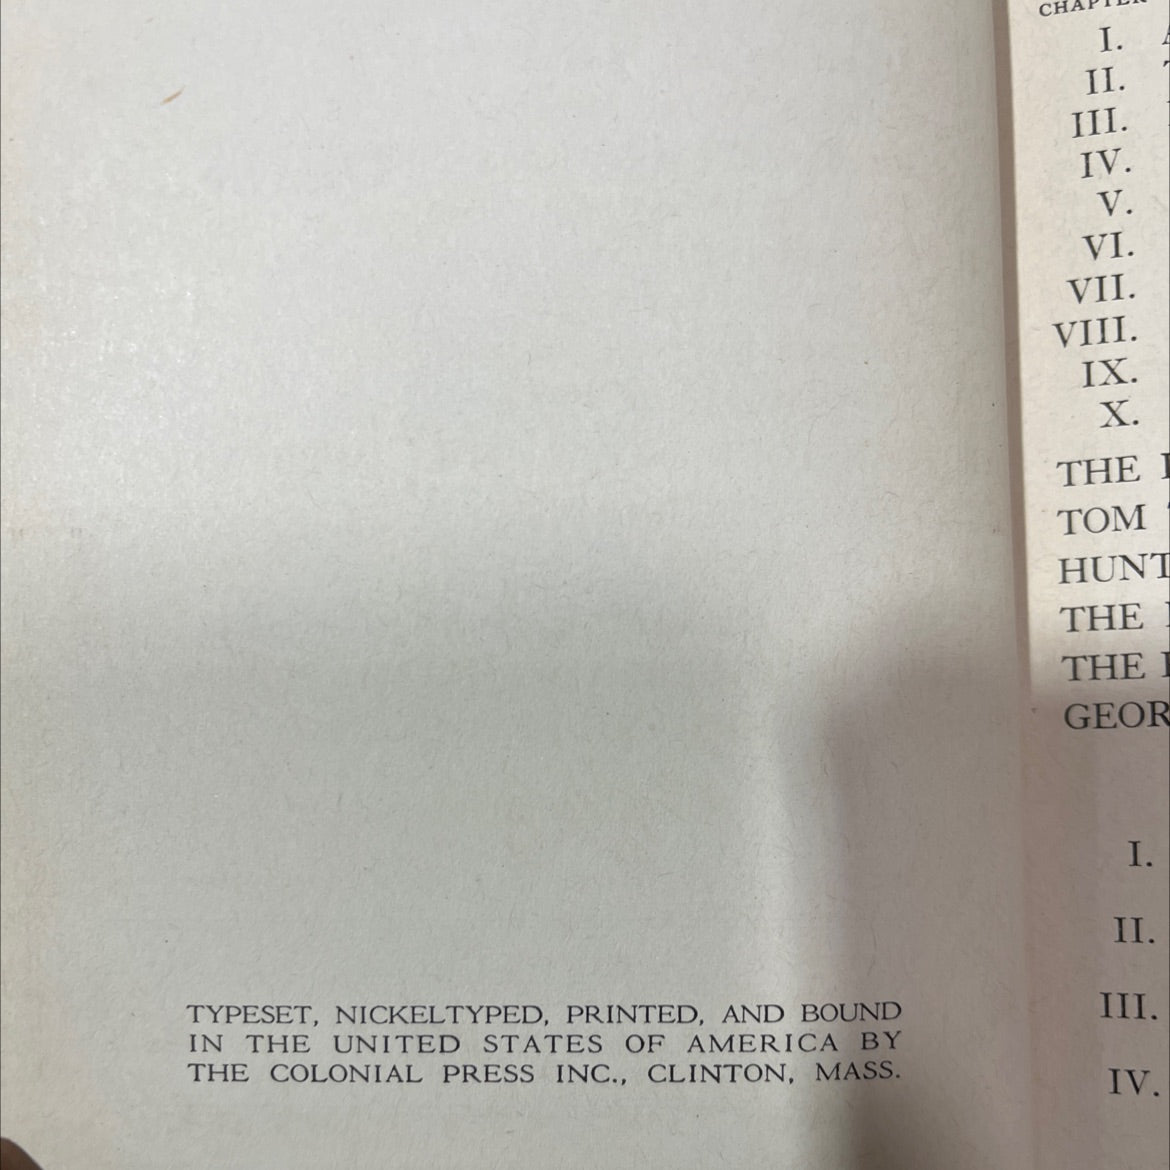 TYPESET, NICKELTYPED, PRINTED, AND BOUND
IN THE UNITED STATES OF AMERICA BY
THE COLONIAL PRESS INC., CLINTON, MASS.
CHAPTER
I.
II.
III.
IV.
V.
VI.
VII.
VIII.
IX.
X.
THE
TOM
HUNT
THE
THE
GEOR
I.
II.
III.
IV.